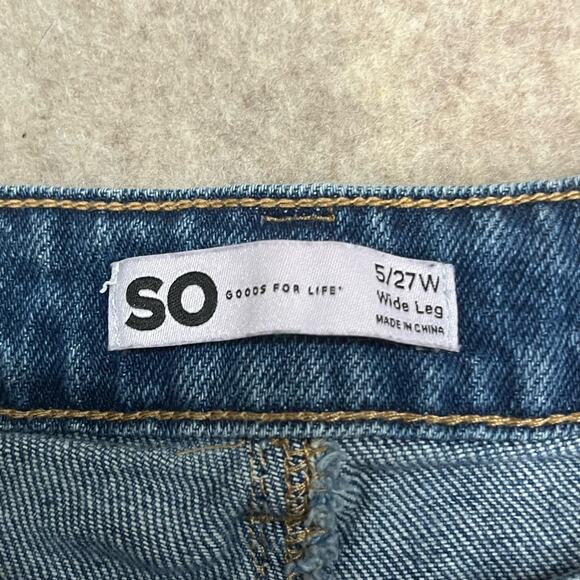 SO GOODS FOR LIFE
5/27W
Wide Leg
MADE IN CHINA